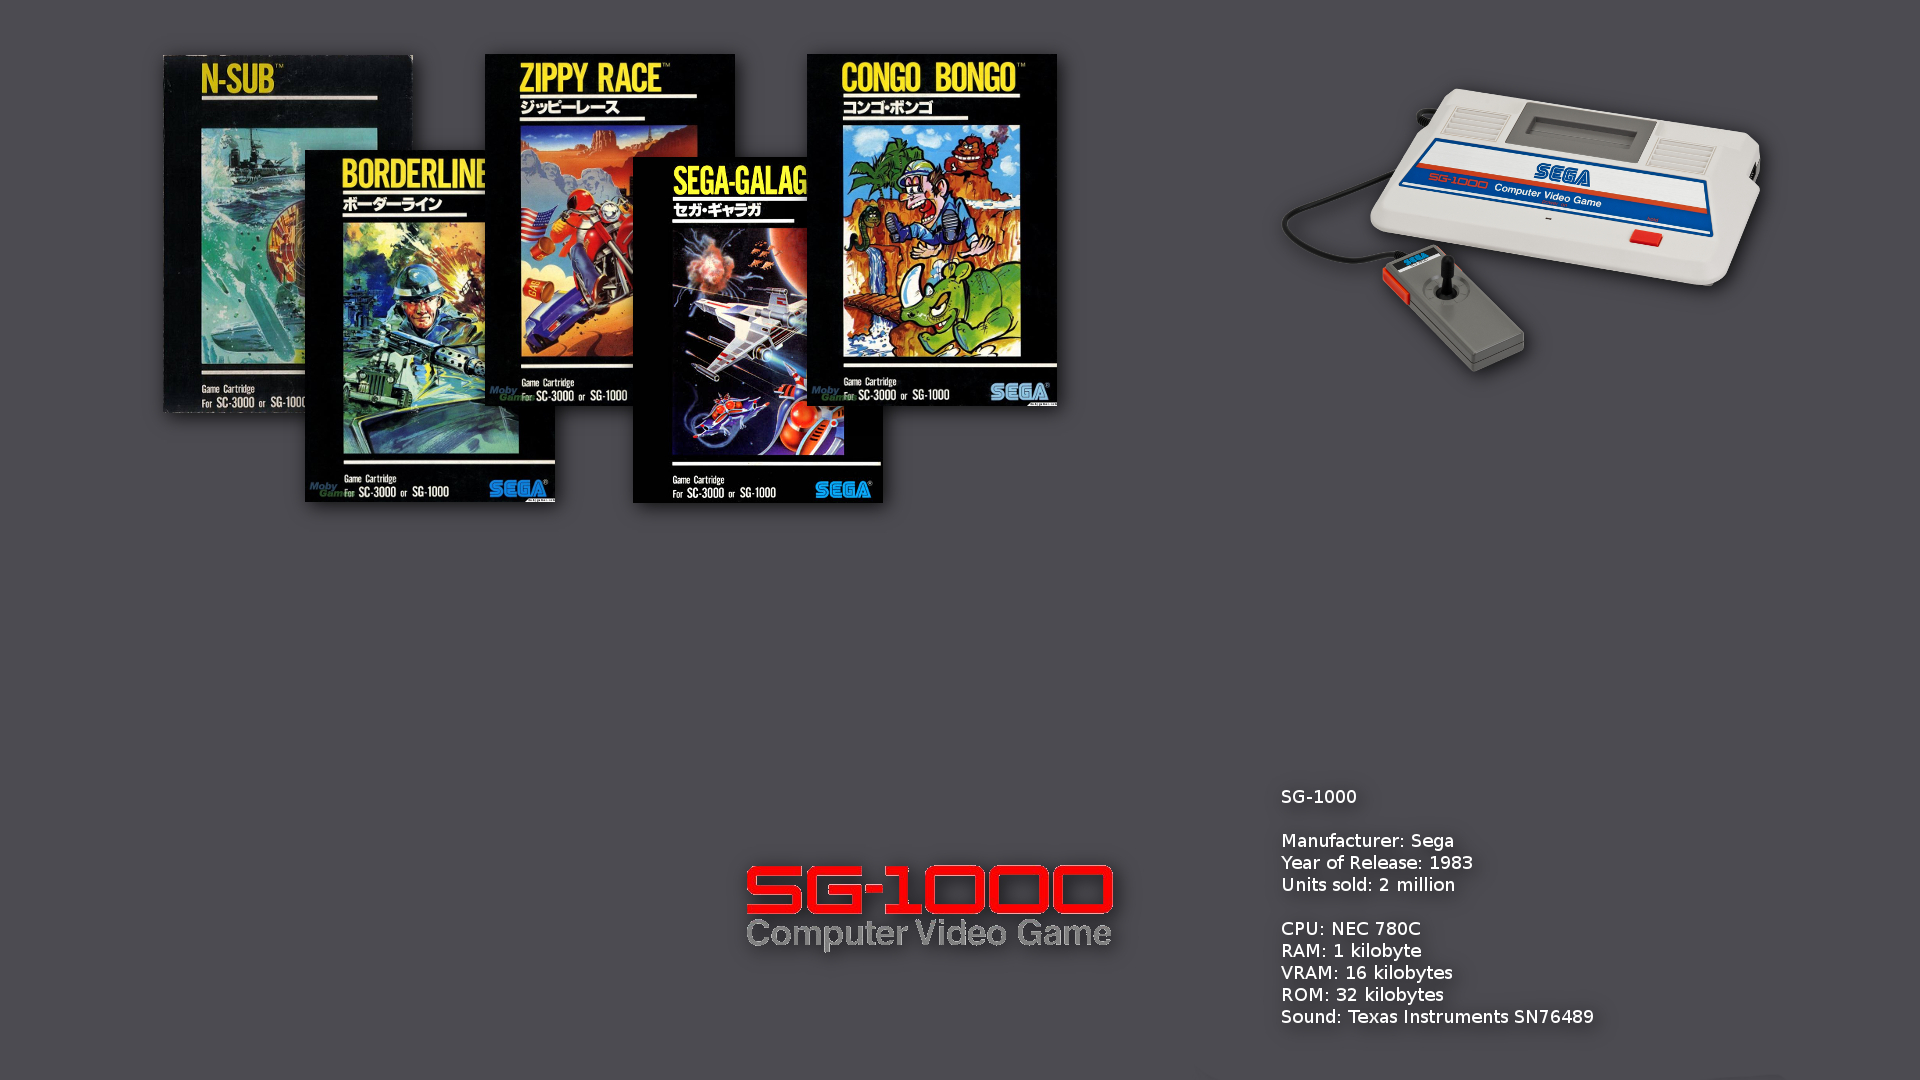 N-SUB™
Game Cartridge
For SC-3000 or SG-1000
BORDERLINE
ボーダーライン
Game Cartridge
For SC-3000 or SG-1000
SEGA®
ZIPPY RACE™
ジッピーレース
GAS
Game Cartridge
For SC-3000 or SG-1000
Moby
SEGA-GALAG
セガ・ギャラガ
Game Cartridge
For SC-3000 or SG-1000
SEGA®
CONGO BONGO™
コンゴ・ボンゴ
Game Cartridge
For SC-3000 or SG-1000
SEGA®
SEGA
SG-1000 Computer Video Game
SEGA
SG-1000
Computer Video Game
SG-1000
Manufacturer: Sega
Year of Release: 1983
Units sold: 2 million
CPU: NEC 780C
RAM: 1 kilobyte
VRAM: 16 kilobytes
ROM: 32 kilobytes
Sound: Texas Instruments SN76489